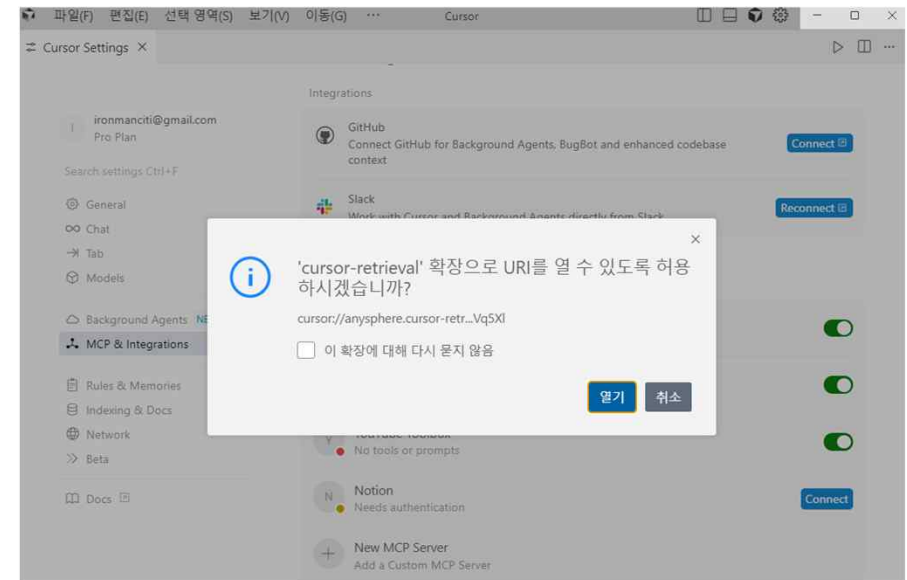 파일(F) 편집(E) 선택 영역(S) 보기(V) 이동(G) ··· Cursor
Cursor Settings
ironmanciti@gmail.com
Pro Plan
Search settings Ctrl+F
General
Chat
Tab
Models
Background Agents
MCP & Integrations
Rules & Memories
Indexing & Docs
Network
Beta
Docs
Integrations
GitHub
Connect GitHub for Background Agents, BugBot and enhanced codebase
context
Connect
Slack
Work with Cursor and Background Agents directly from Slack
Reconnect
'cursor-retrieval' 확장으로 URI를 열 수 있도록 허용
하시겠습니까?
cursor://anysphere.cursor-retr...Vq5Xl
이 확장에 대해 다시 묻지 않음
열기 취소
YouTube Toolbox
No tools or prompts
N
Notion
Needs authentication
Connect
New MCP Server
Add a Custom MCP Server